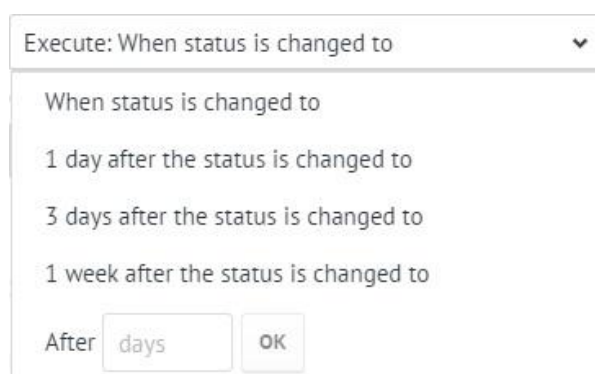 Execute: When status is changed to
When status is changed to
1 day after the status is changed to
3 days after the status is changed to
1 week after the status is changed to
After days OK